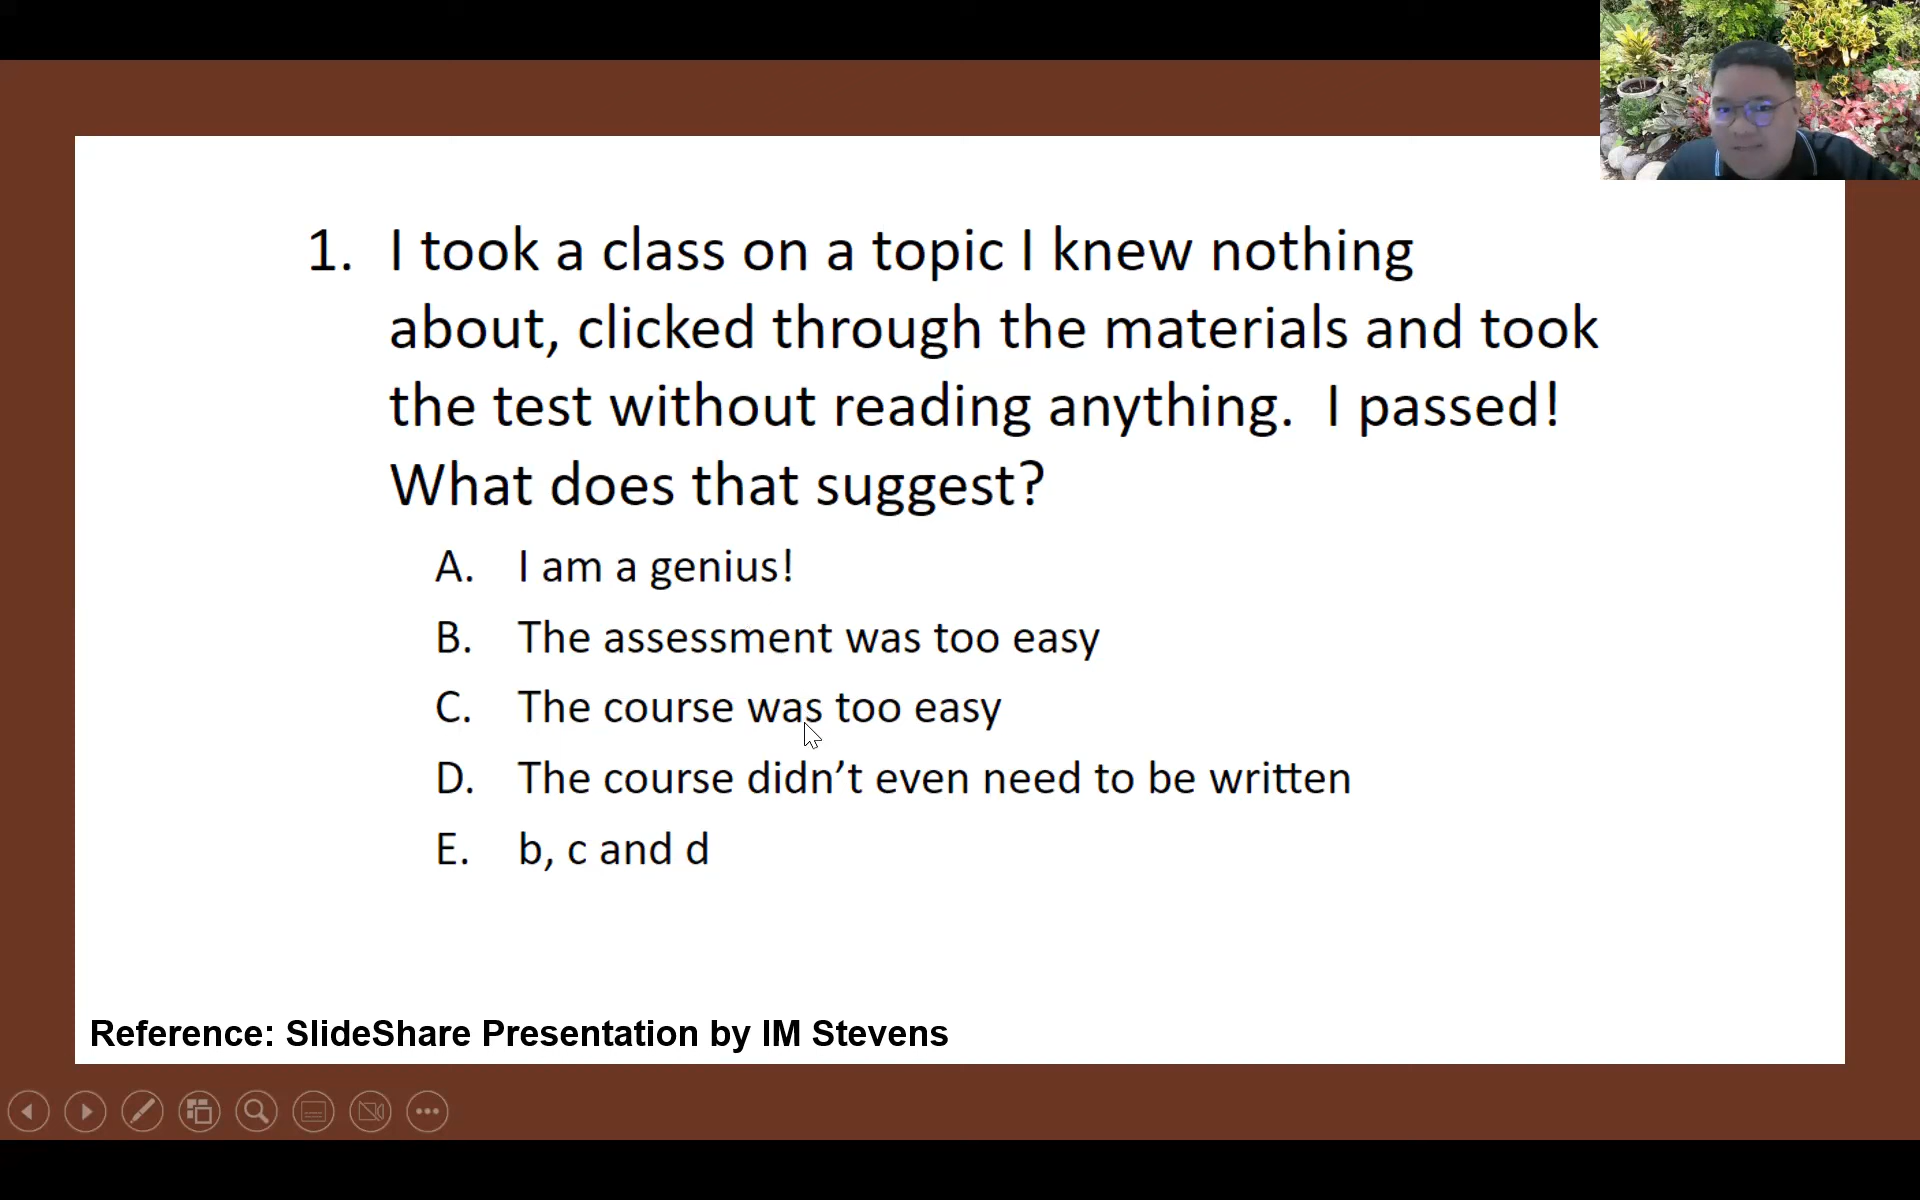 1. I took a class on a topic I knew nothing
about, clicked through the materials and took
the test without reading anything.  I passed!
What does that suggest?
A. I am a genius!
B. The assessment was too easy
C. The course was too easy
D. The course didn’t even need to be written
E. b, c and d
Reference: SlideShare Presentation by IM Stevens